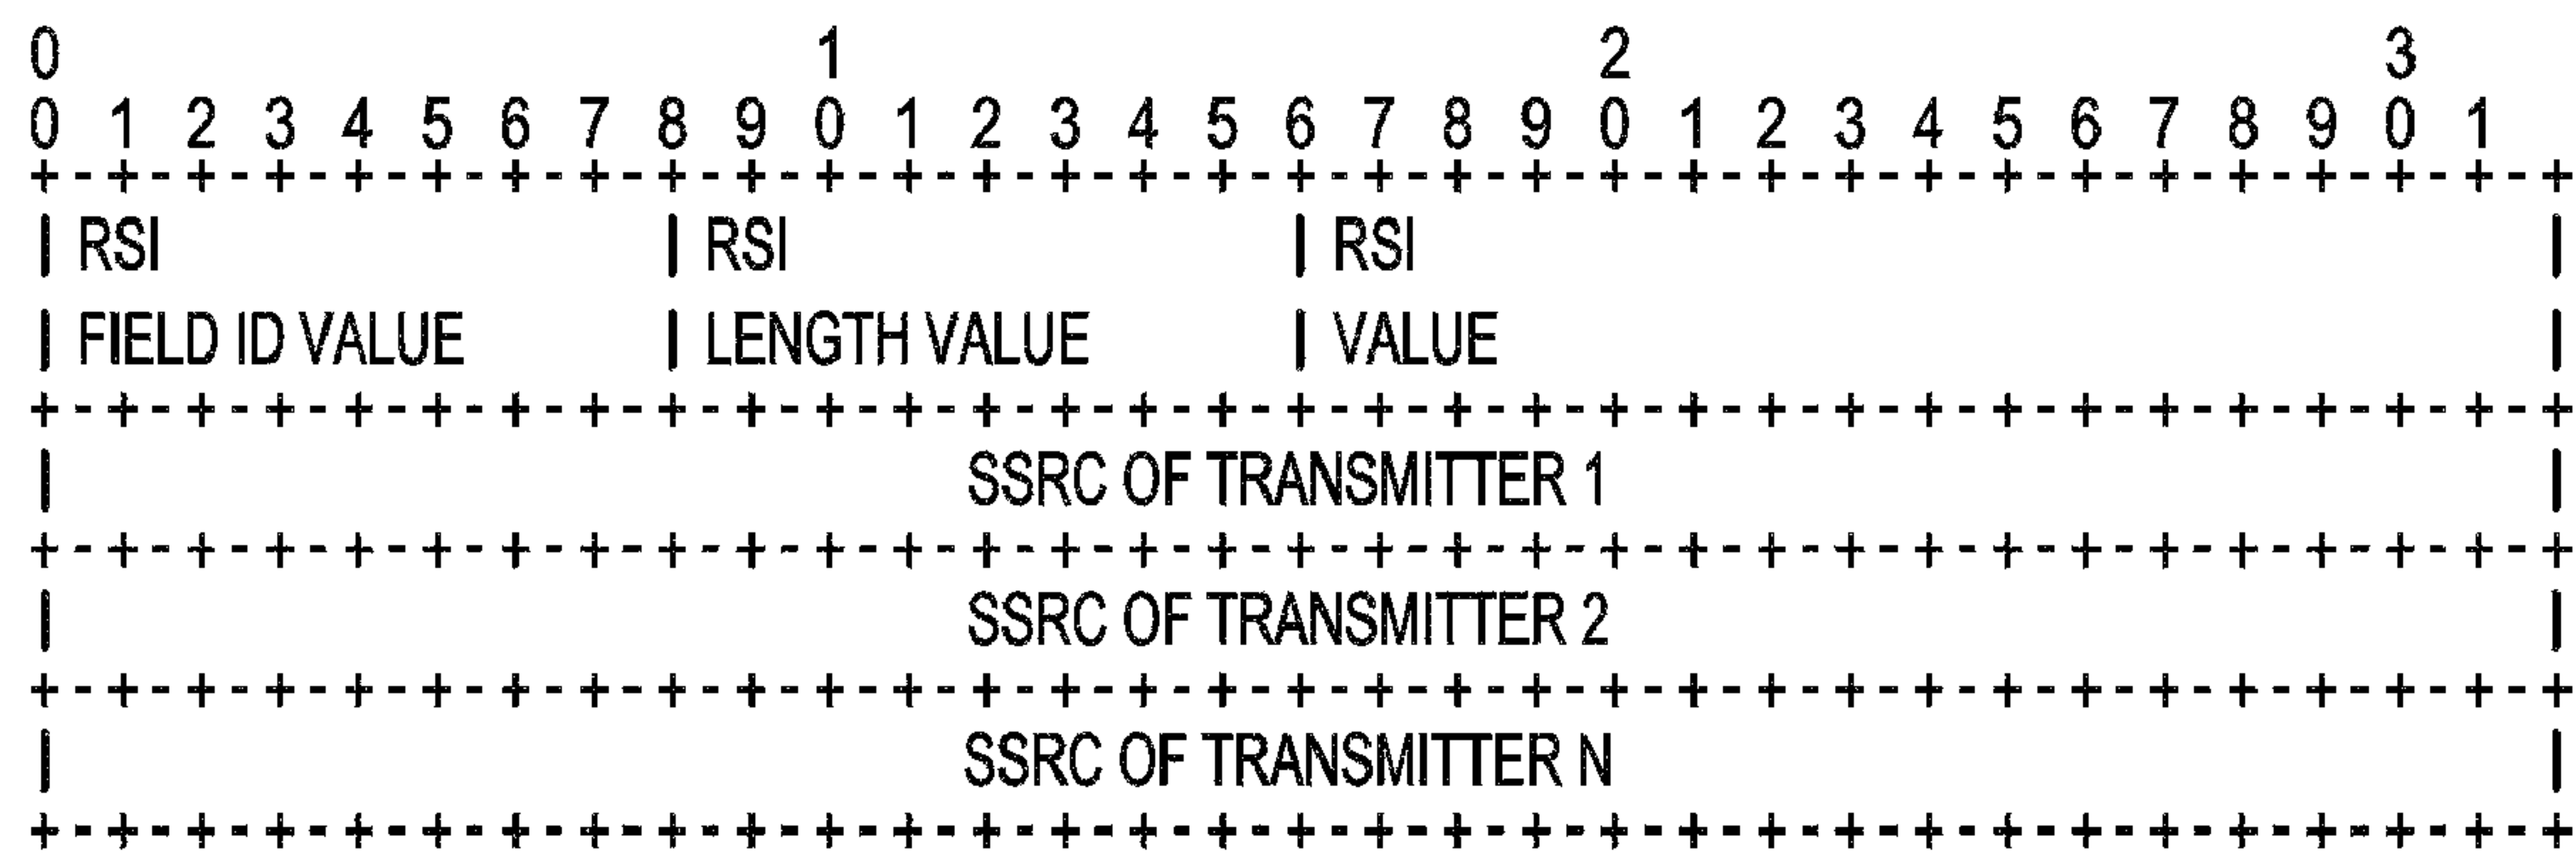 0 1 2 3
0 1 2 3 4 5 6 7 8 9 0 1 2 3 4 5 6 7 8 9 0 1 2 3 4 5 6 7 8 9 0 1
+-+-+-+-+-+-+-+-+-+-+-+-+-+-+-+-+-+-+-+-+-+-+-+-+-+-+-+-+-+-+-+-+
| RSI | RSI | RSI |
| FIELD ID VALUE | LENGTH VALUE | VALUE |
+-+-+-+-+-+-+-+-+-+-+-+-+-+-+-+-+-+-+-+-+-+-+-+-+-+-+-+-+-+-+-+-+
| SSRC OF TRANSMITTER 1 |
+-+-+-+-+-+-+-+-+-+-+-+-+-+-+-+-+-+-+-+-+-+-+-+-+-+-+-+-+-+-+-+-+
| SSRC OF TRANSMITTER 2 |
+-+-+-+-+-+-+-+-+-+-+-+-+-+-+-+-+-+-+-+-+-+-+-+-+-+-+-+-+-+-+-+-+
| SSRC OF TRANSMITTER N |
+-+-+-+-+-+-+-+-+-+-+-+-+-+-+-+-+-+-+-+-+-+-+-+-+-+-+-+-+-+-+-+-+